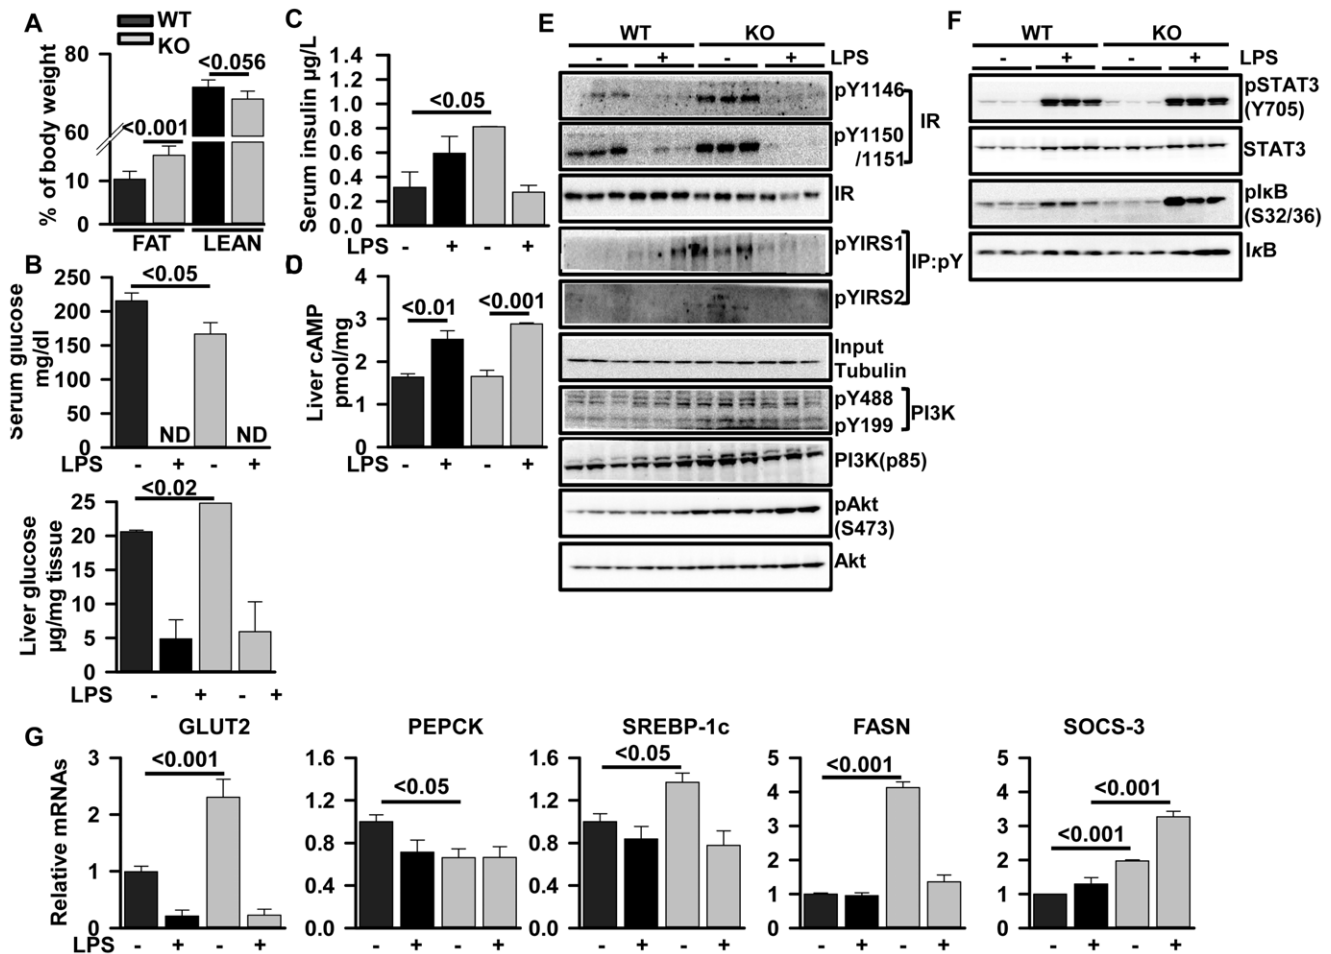 A
WT
KO
% of body weight
80
60
10
0
<0.001
<0.056
FAT LEAN
B
Serum glucose
mg/dl
250
200
150
100
50
0
<0.05
ND ND
LPS - + - +
Liver glucose
µg/mg tissue
25
20
15
10
5
0
<0.02
LPS - + - +
C
Serum insulin µg/L
1.4
1.2
1.0
0.8
0.6
0.4
0.2
0
<0.05
LPS - + - +
D
Liver cAMP
pmol/mg
4
3
2
1
0
<0.01 <0.001
LPS - + - +
E
WT KO
- + - + LPS
pY1146
pY1150
/1151
IR
IR
pYIRS1
pYIRS2
IP:pY
Input
Tubulin
pY488
pY199
PI3K
PI3K(p85)
pAkt
(S473)
Akt
F
WT KO
- + - + LPS
pSTAT3
(Y705)
STAT3
pIκB
(S32/36)
IκB
G
Relative mRNAs
GLUT2
3
2
1
0
<0.001
LPS - + - +
PEPCK
1.6
1.2
0.8
0.4
0.0
<0.05
- + - +
SREBP-1c
1.6
1.2
0.8
0.4
0.0
<0.05
- + - +
FASN
5
4
3
2
1
0
<0.001
- + - +
SOCS-3
5
4
3
2
1
0
<0.001
<0.001
- + - +